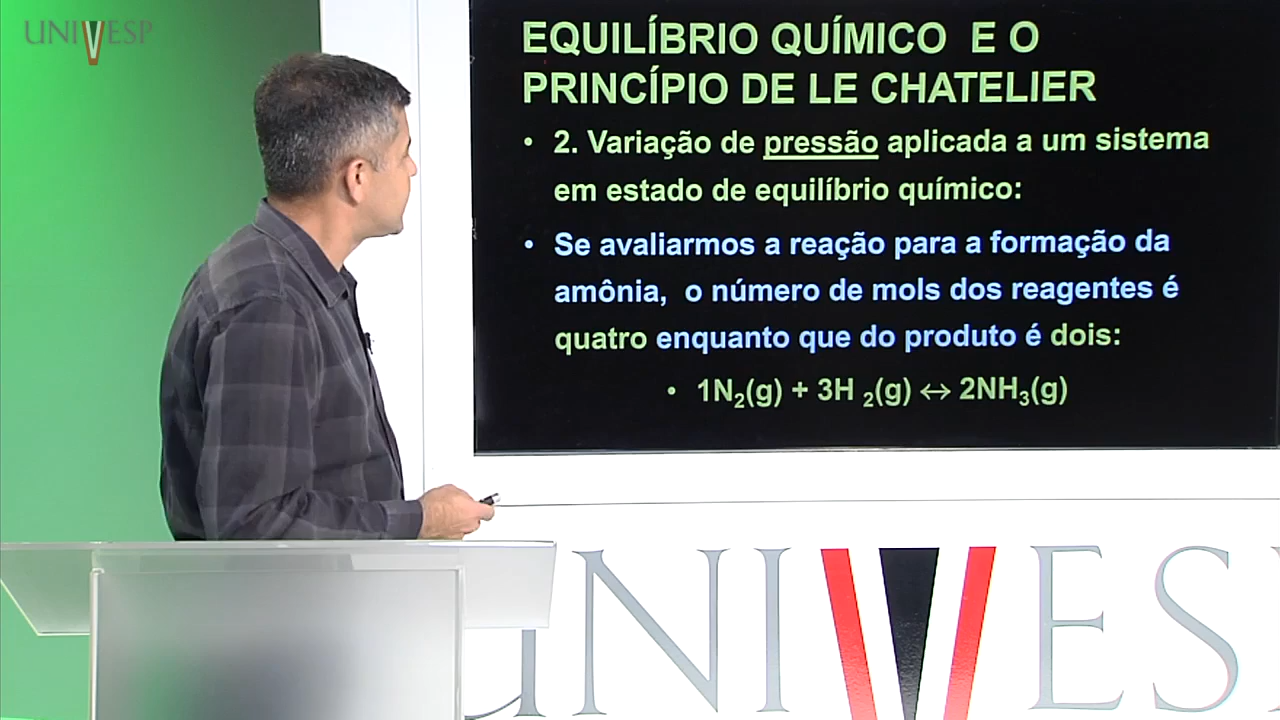 UNIVESP
EQUILÍBRIO QUÍMICO E O
PRINCÍPIO DE LE CHATELIER
• 2. Variação de pressão aplicada a um sistema
em estado de equilíbrio químico:
• Se avaliarmos a reação para a formação da
amônia, o número de mols dos reagentes é
quatro enquanto que do produto é dois:
• 1N₂(g) + 3H ₂(g) ↔ 2NH₃(g)
UNIVESP